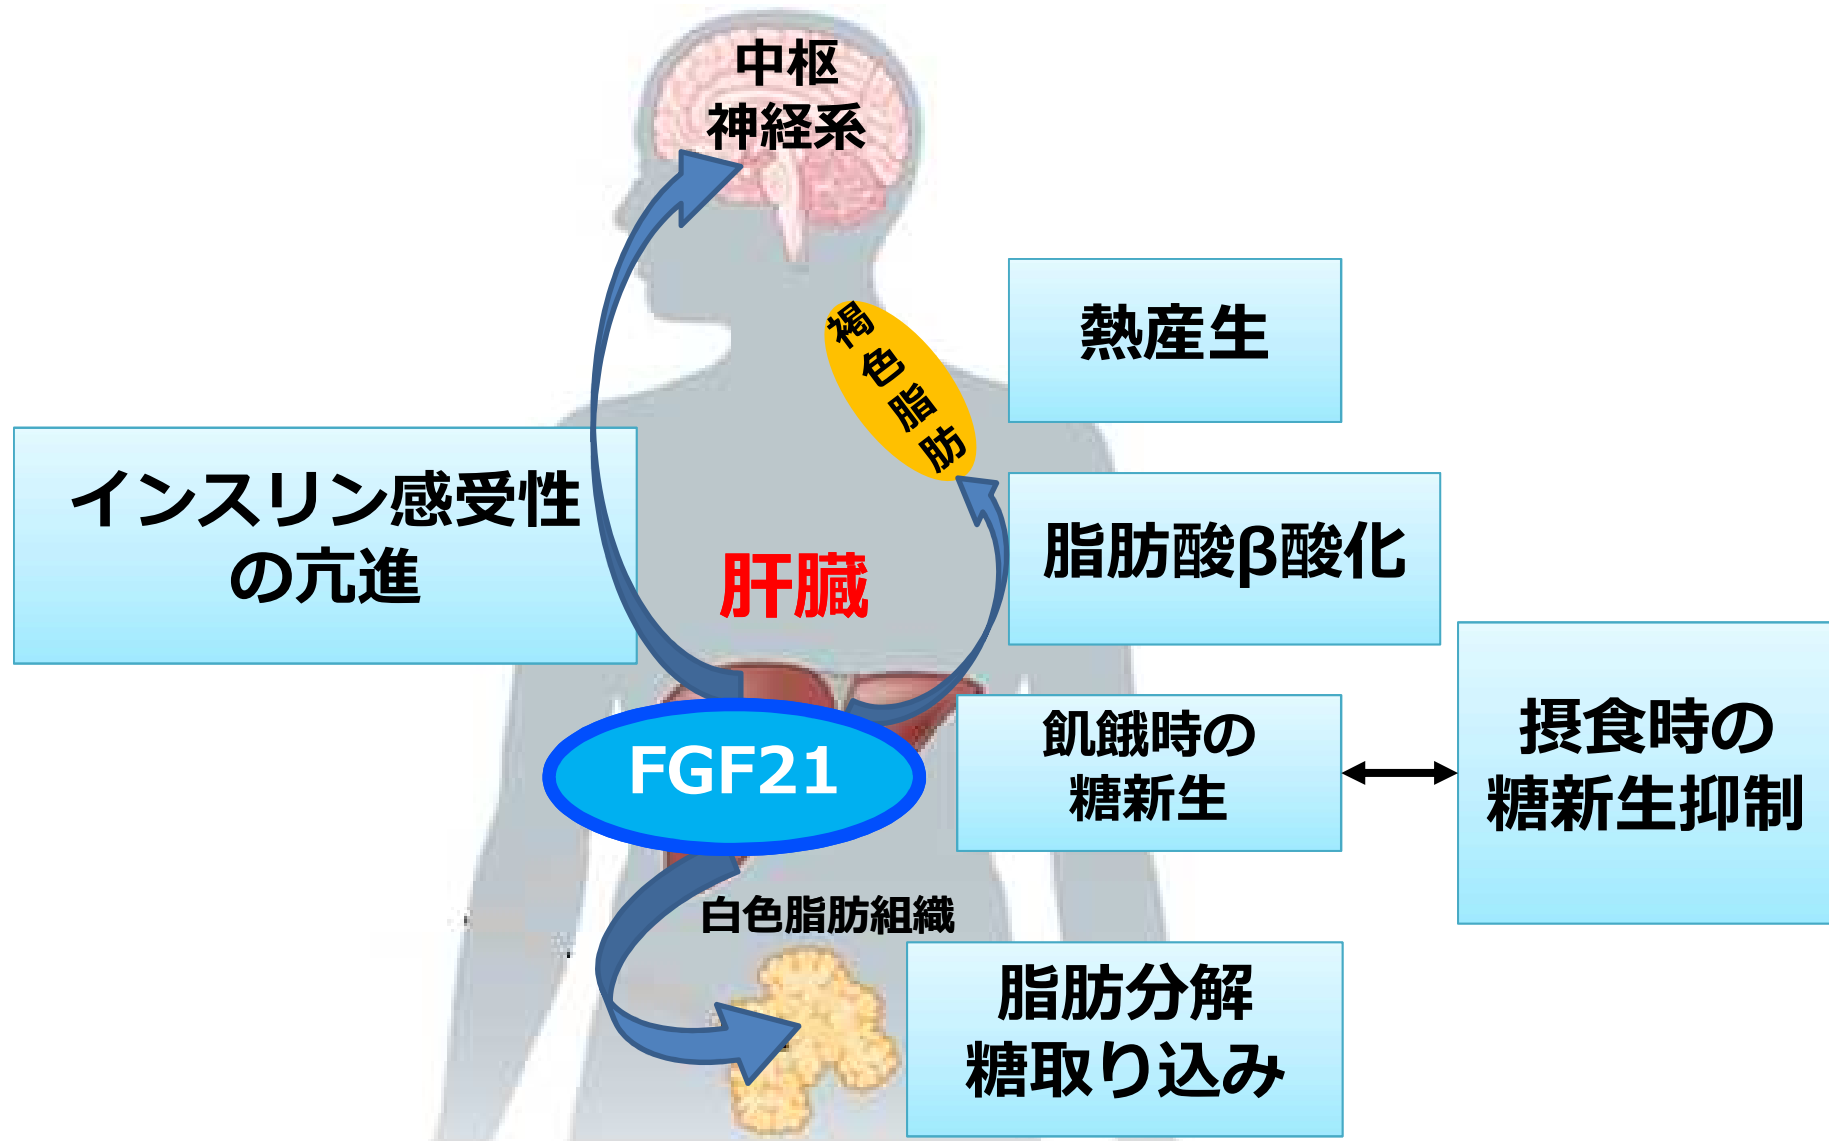 中枢
神経系
褐色脂肪
熱産生
インスリン感受性
の亢進
脂肪酸β酸化
肝臓
FGF21
飢餓時の
糖新生
摂食時の
糖新生抑制
白色脂肪組織
脂肪分解
糖取り込み